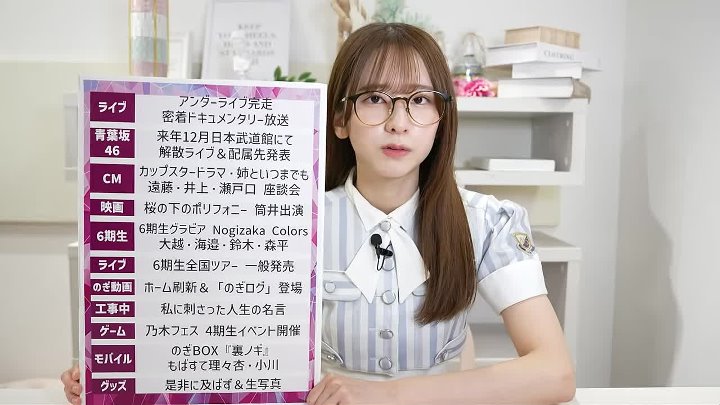 KEEP
ライブ
アンダーライブ完走
密着ドキュメンタリー放送
青葉坂
46
来年12月日本武道館にて
解散ライブ＆配属先発表
CM
カップスタードラマ・姉といつまでも
遠藤・井上・瀬戸口 座談会
映画
桜の下のポリフォニー 筒井出演
6期生
6期生グラビア Nogizaka Colors
大越・海邉・鈴木・森平
ライブ
6期生全国ツアー 一般発売
のぎ動画
ホーム刷新＆「のぎログ」登場
工事中
私に刺さった人生の名言
ゲーム
乃木フェス 4期生イベント開催
モバイル
のぎBOX『裏ノギ』
もばすて理々杏・小川
グッズ
是非に及ばず＆生写真
CLOTHING